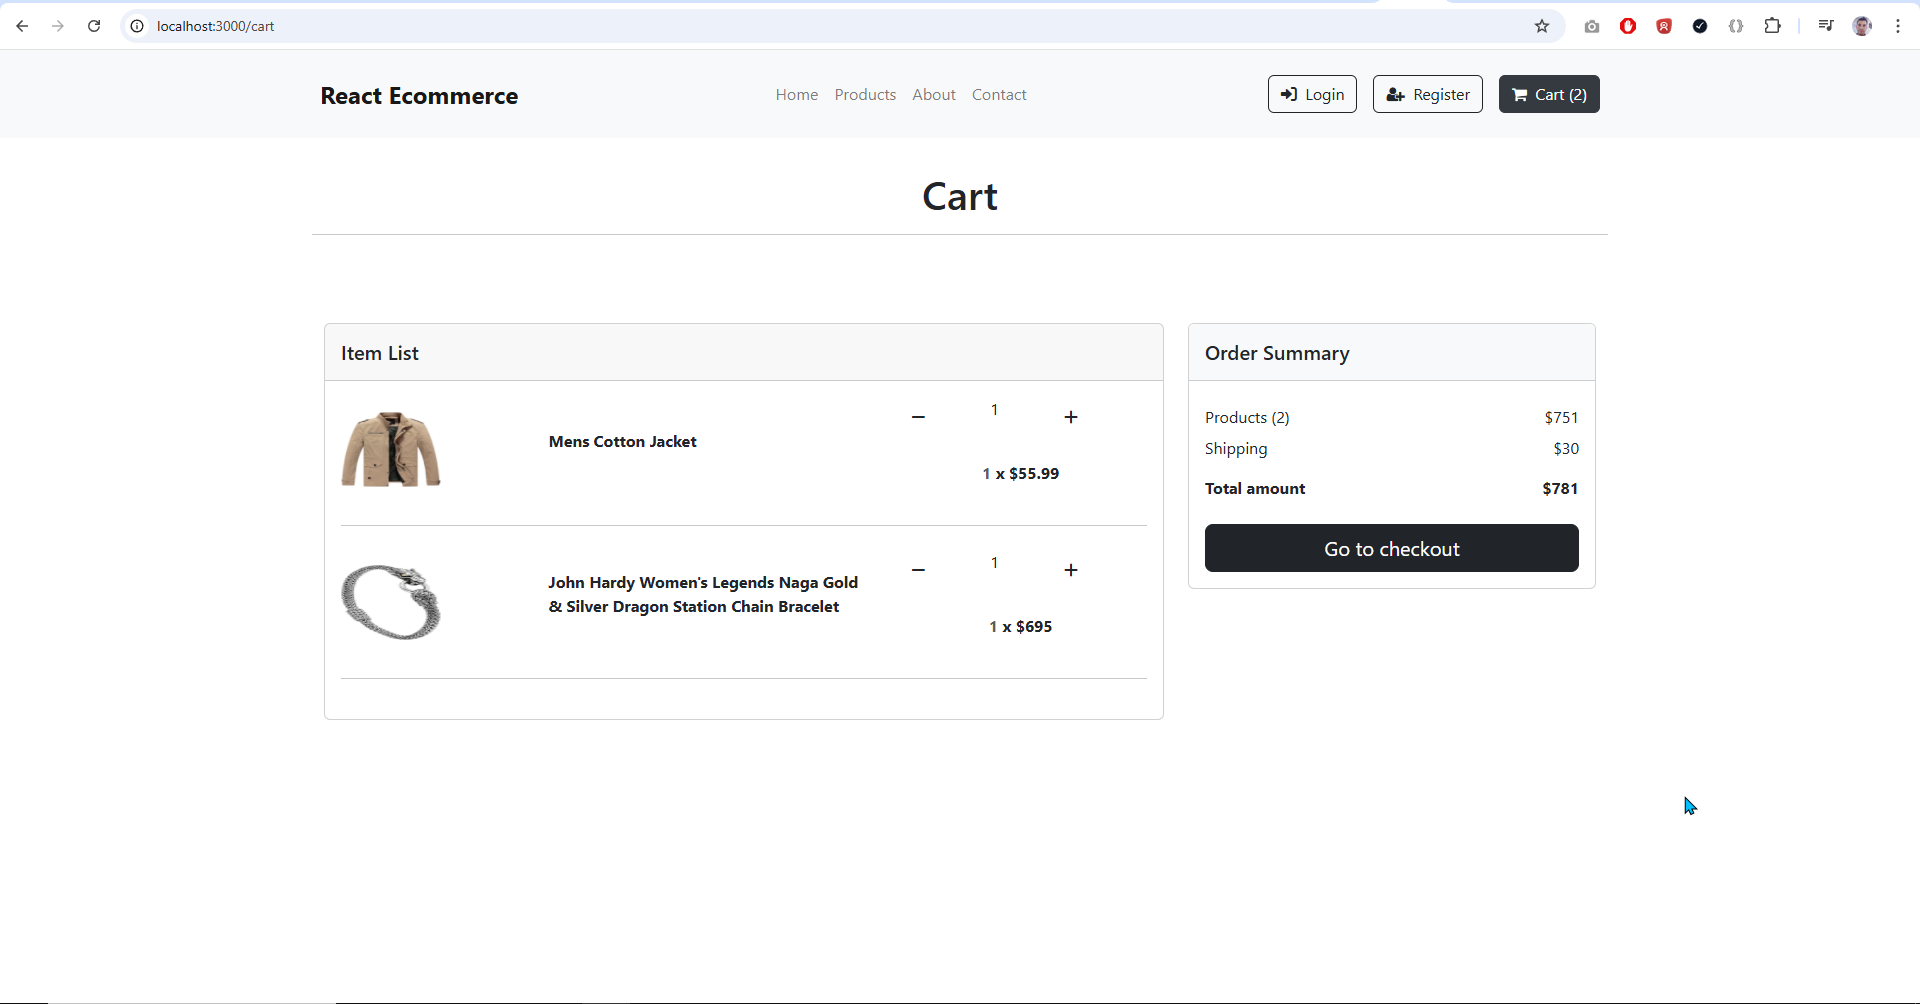 localhost:3000/cart
React Ecommerce
Home Products About Contact
Login Register Cart (2)
Cart
Item List
Mens Cotton Jacket
1
1 x $55.99
John Hardy Women's Legends Naga Gold
& Silver Dragon Station Chain Bracelet
1
1 x $695
Order Summary
Products (2) $751
Shipping $30
Total amount $781
Go to checkout